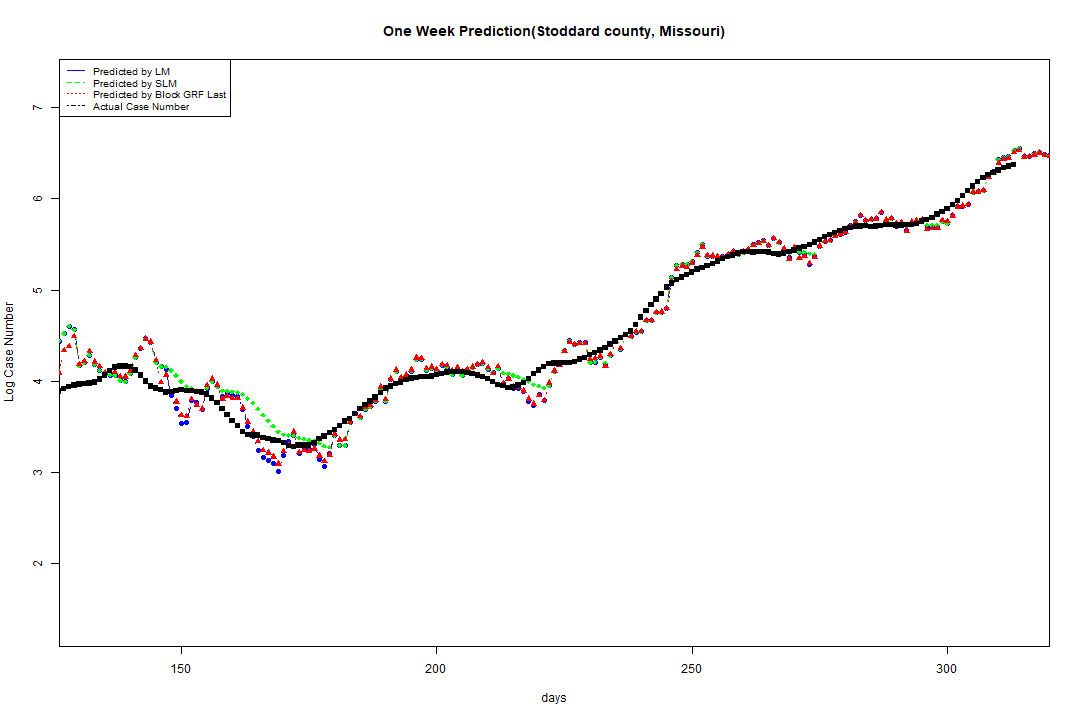 One Week Prediction(Stoddard county, Missouri)
Predicted by LM
Predicted by SLM
Predicted by Block GRF Last
Actual Case Number
7
6
5
4
3
2
Log Case Number
150
200
250
300
days